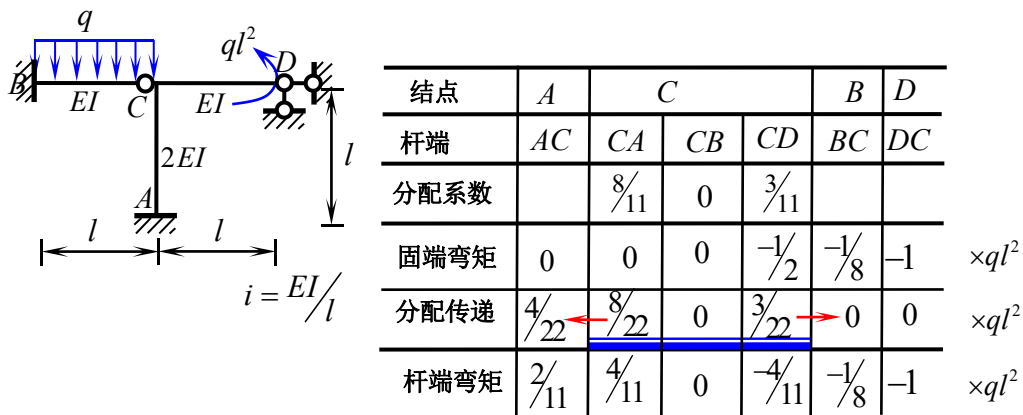 q
ql²
D
B
EI
C
EI
l
2EI
A
l
l
i = EI/l
结点 A C B D
杆端 AC CA CB CD BC DC
分配系数 8/11 0 3/11
固端弯矩 0 0 0 -1/2 -1/8 -1 ×ql²
分配传递 4/22 8/22 0 3/22 0 0 ×ql²
杆端弯矩 2/11 4/11 0 -4/11 -1/8 -1 ×ql²